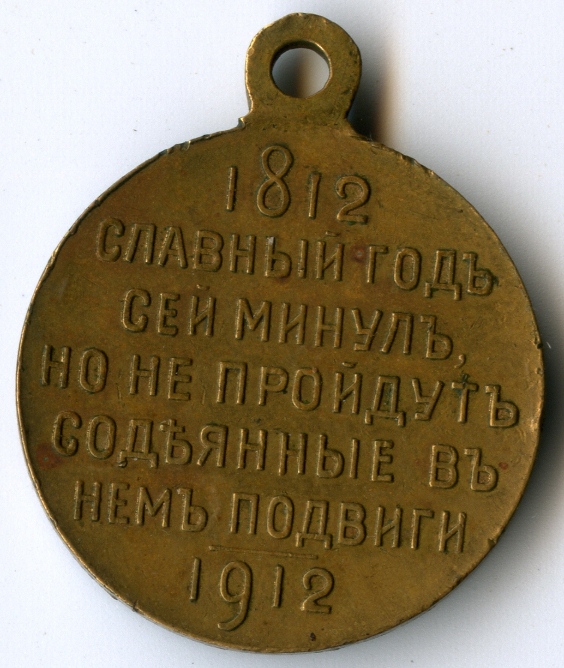 1812
СЛАВНЫЙ ГОДЪ
СЕЙ МИНУЛЪ,
НО НЕ ПРОЙДУТЪ
СОДѢЯННЫЕ ВЪ
НЕМЪ ПОДВИГИ
1912